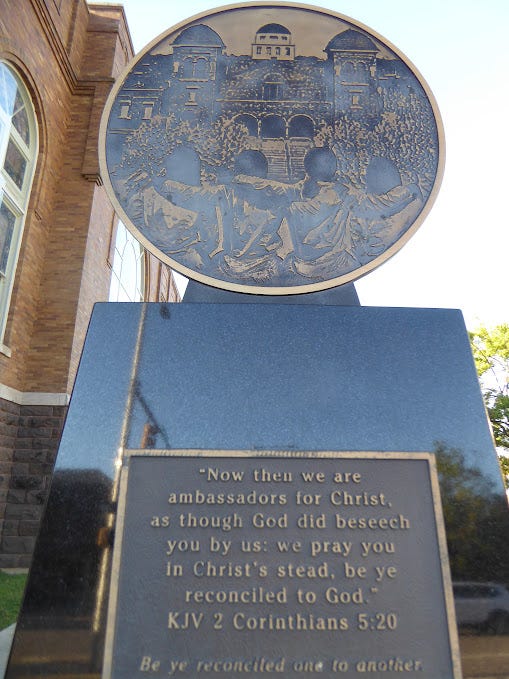 “Now then we are
ambassadors for Christ,
as though God did beseech
you by us: we pray you
in Christ's stead, be ye
reconciled to God.”
KJV 2 Corinthians 5:20
Be ye reconciled one to another.